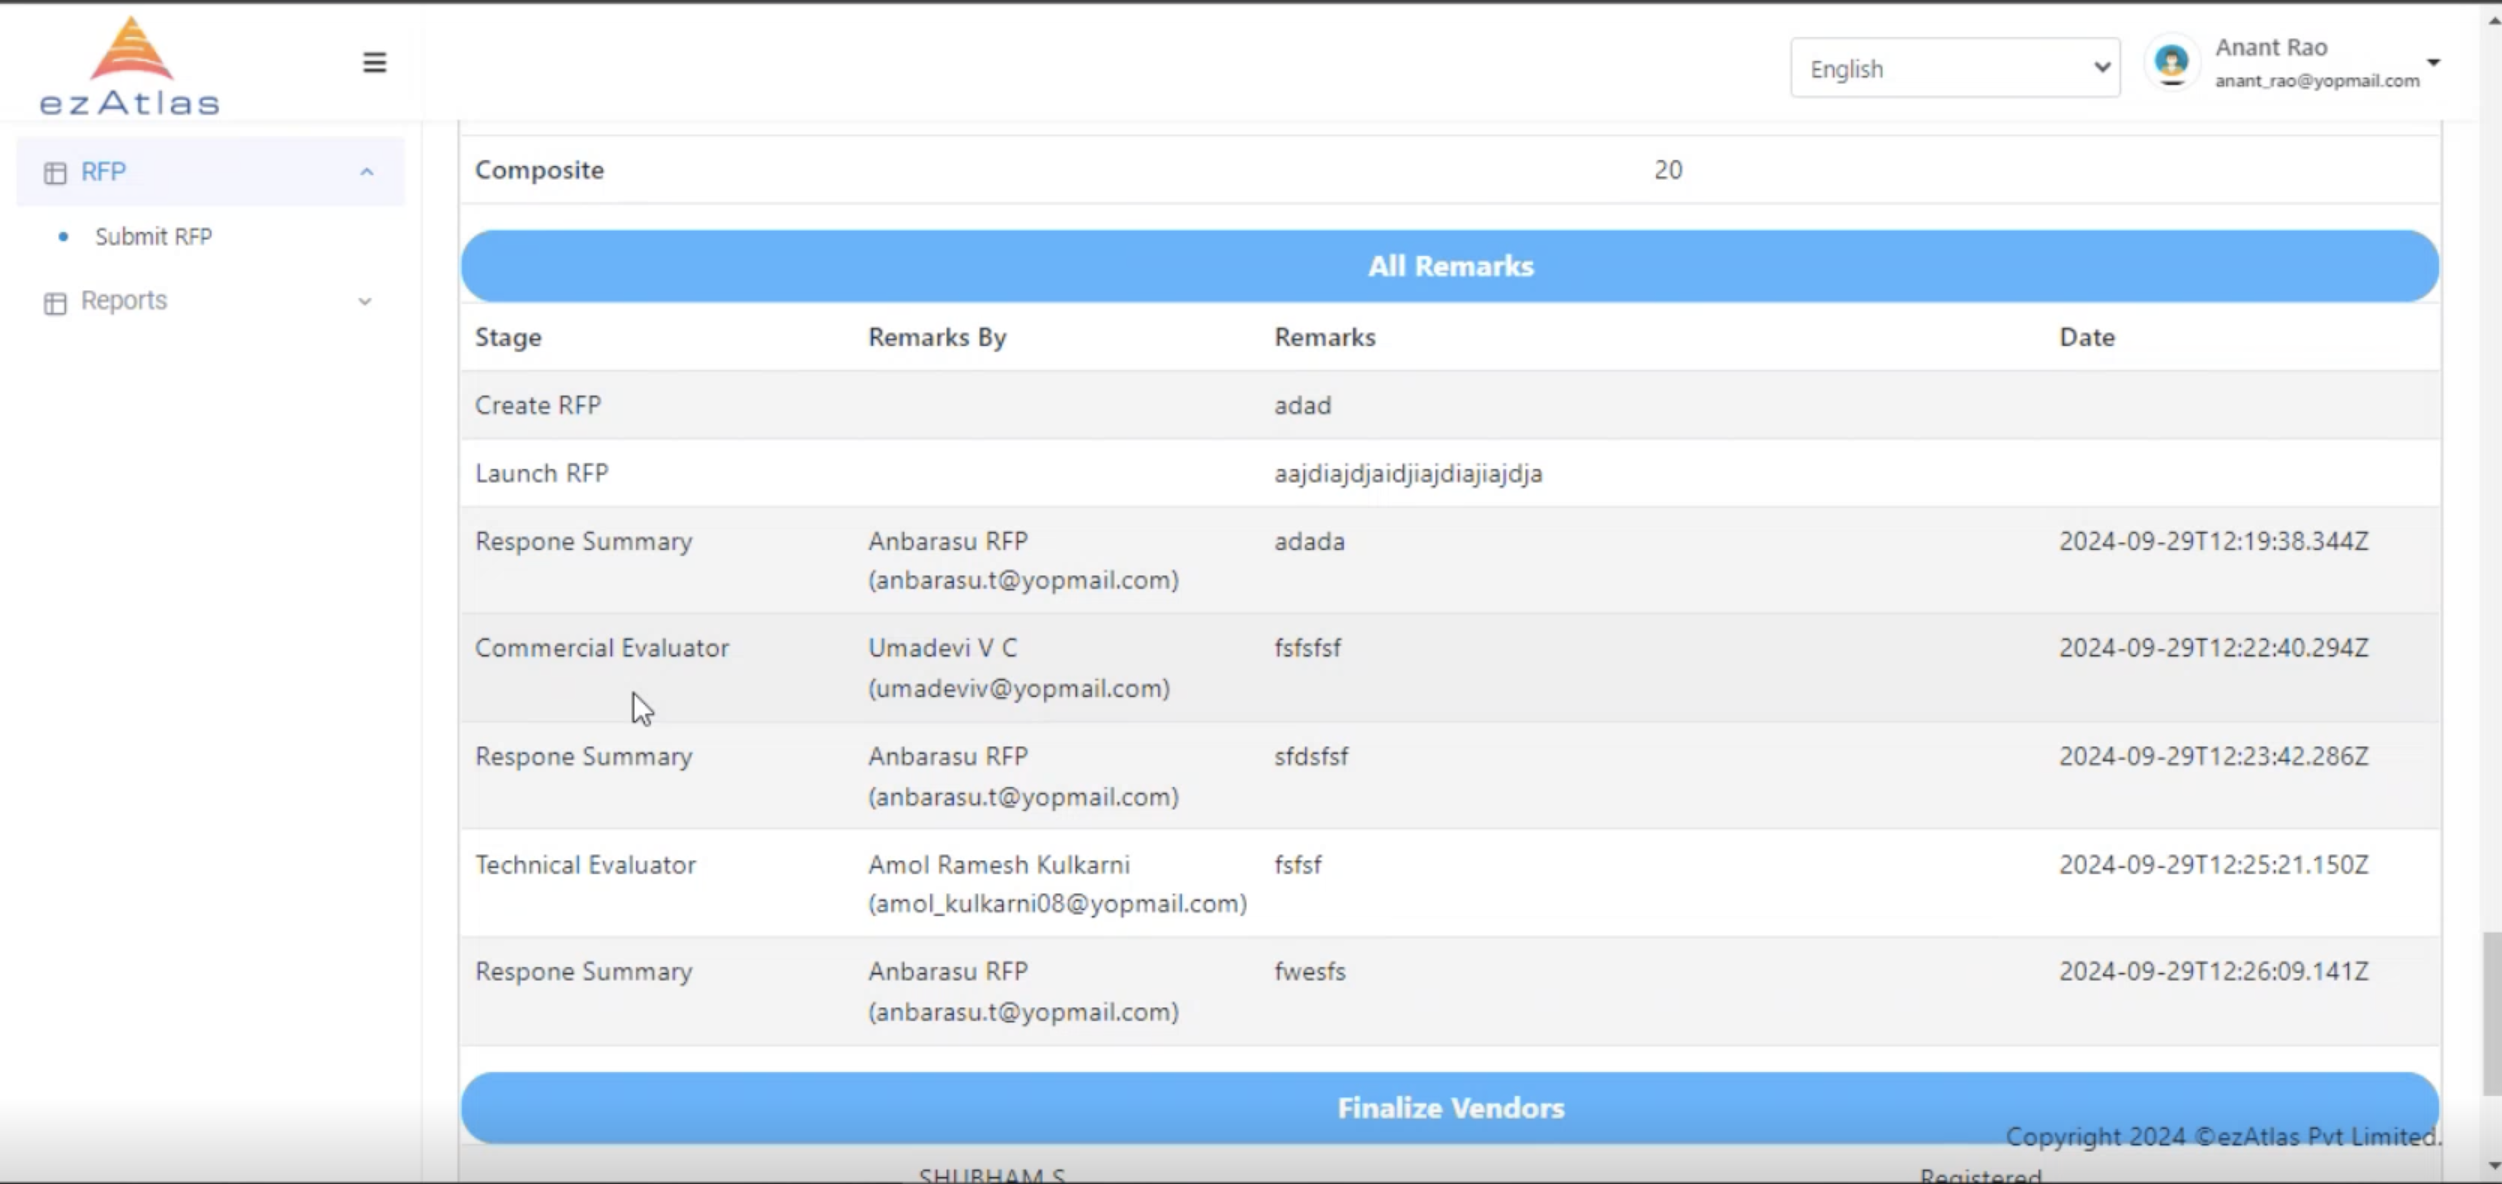 ezAtlas
English
Anant Rao
anant_rao@yopmail.com
RFP
Submit RFP
Reports
Composite 20
All Remarks
Stage Remarks By Remarks Date
Create RFP adad
Launch RFP aajdiajdjaidjiajdiajiajdja
Respone Summary Anbarasu RFP adada 2024-09-29T12:19:38.344Z
(anbarasu.t@yopmail.com)
Commercial Evaluator Umadevi V C fsfsfsf 2024-09-29T12:22:40.294Z
(umadeviv@yopmail.com)
Respone Summary Anbarasu RFP sfdsfsf 2024-09-29T12:23:42.286Z
(anbarasu.t@yopmail.com)
Technical Evaluator Amol Ramesh Kulkarni fsfsf 2024-09-29T12:25:21.150Z
(amol_kulkarni08@yopmail.com)
Respone Summary Anbarasu RFP fwesfs 2024-09-29T12:26:09.141Z
(anbarasu.t@yopmail.com)
Finalize Vendors
Copyright 2024 ©ezAtlas Pvt Limited.
SHUBHAM S Registered